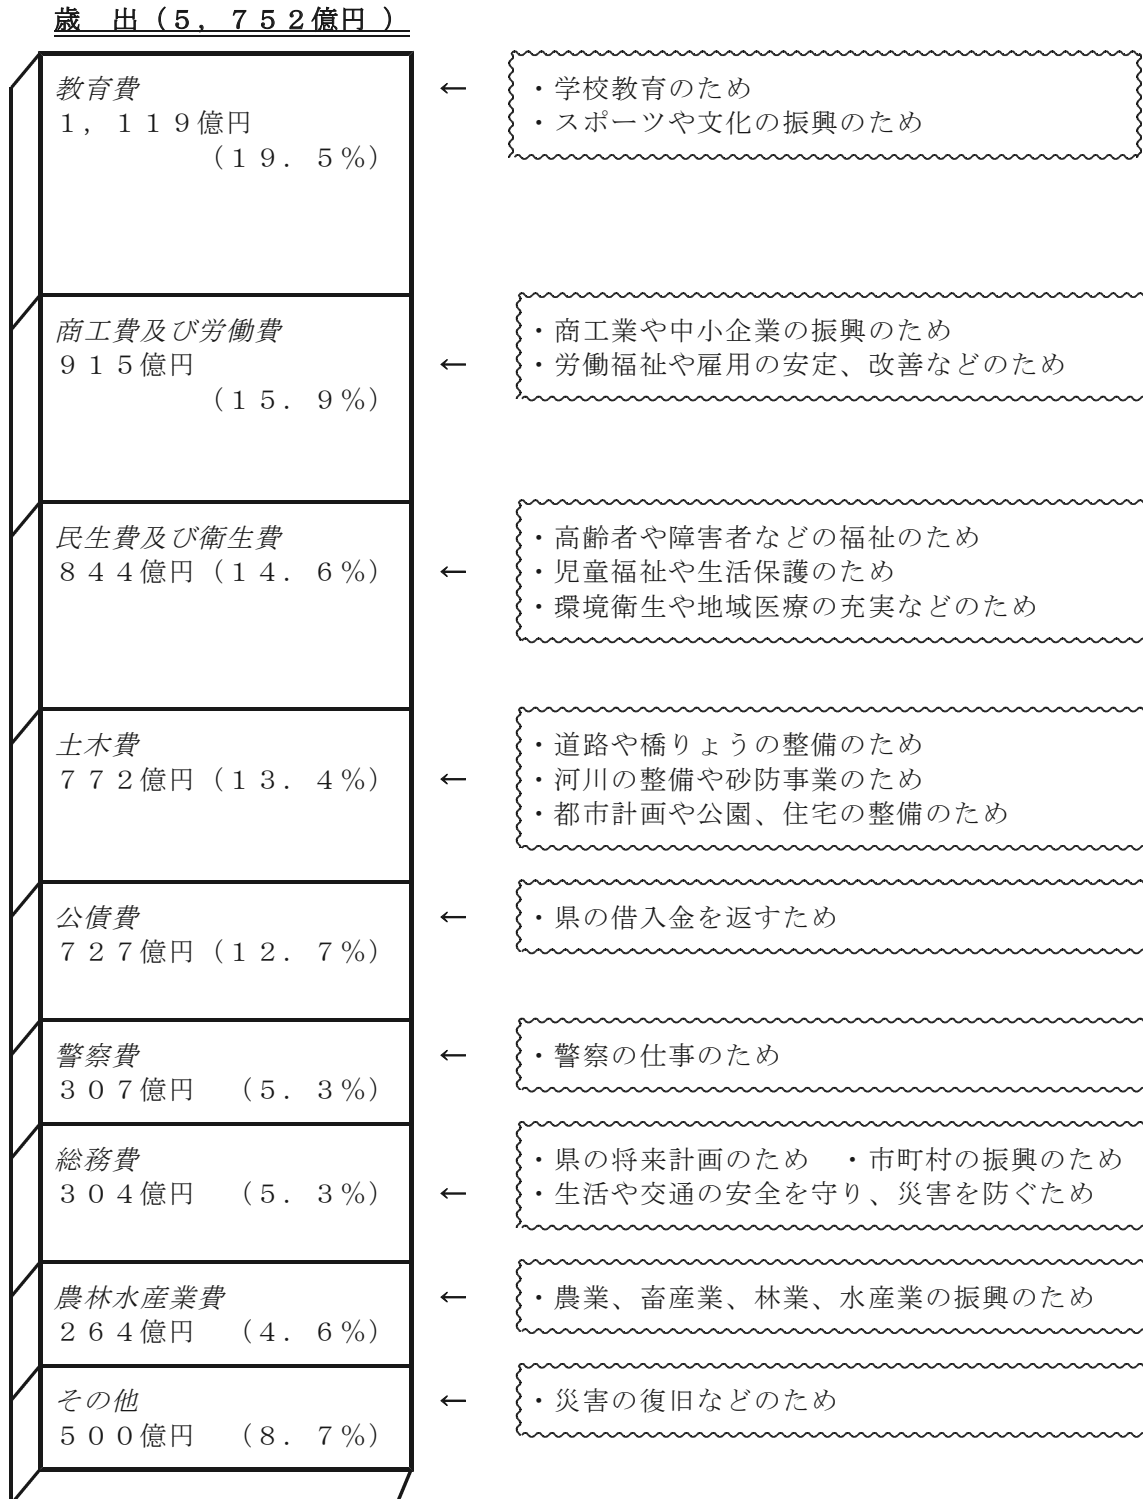 歳　出（５，７５２億円 ）
教育費
１，１１９億円
（１９．５％）
←
・学校教育のため
・スポーツや文化の振興のため
商工費及び労働費
９１５億円
（１５．９％）
←
・商工業や中小企業の振興のため
・労働福祉や雇用の安定、改善などのため
民生費及び衛生費
８４４億円（１４．６％）
←
・高齢者や障害者などの福祉のため
・児童福祉や生活保護のため
・環境衛生や地域医療の充実などのため
土木費
７７２億円（１３．４％）
←
・道路や橋りょうの整備のため
・河川の整備や砂防事業のため
・都市計画や公園、住宅の整備のため
公債費
７２７億円（１２．７％）
←
・県の借入金を返すため
警察費
３０７億円　（５．３％）
←
・警察の仕事のため
総務費
３０４億円　（５．３％）
←
・県の将来計画のため　・市町村の振興のため
・生活や交通の安全を守り、災害を防ぐため
農林水産業費
２６４億円　（４．６％）
←
・農業、畜産業、林業、水産業の振興のため
その他
５００億円　（８．７％）
←
・災害の復旧などのため